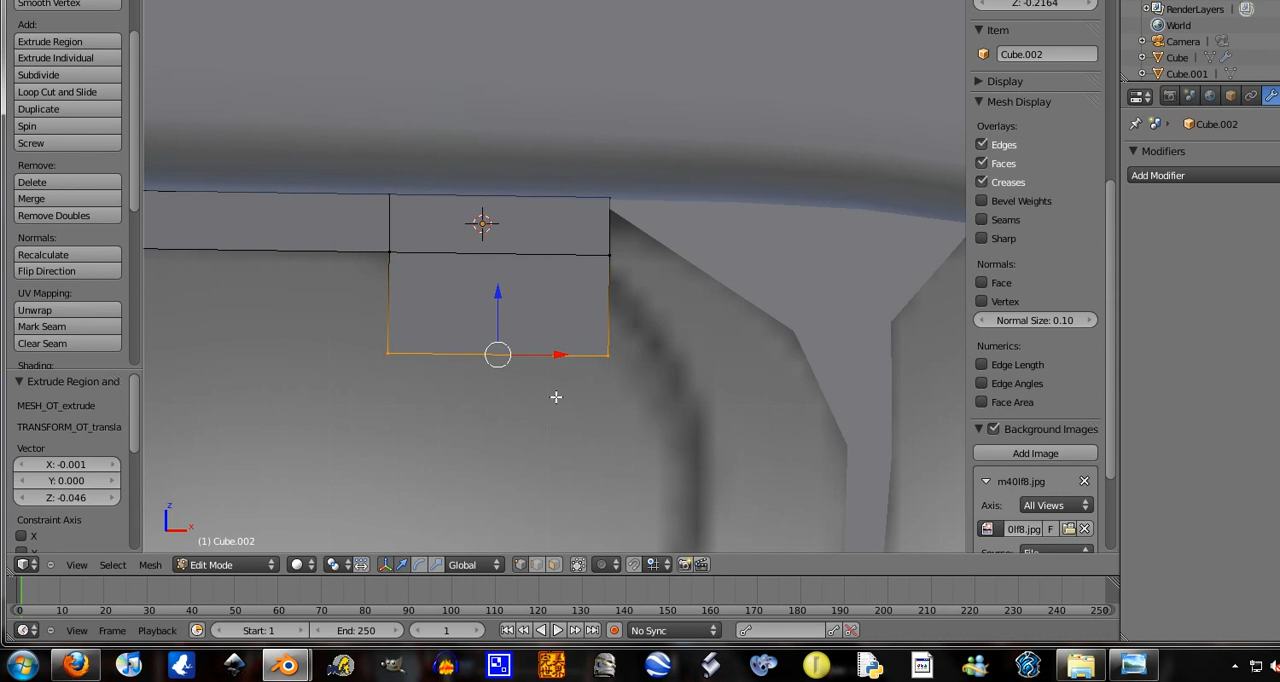 Smooth Vertex
Add:
Extrude Region
Extrude Individual
Subdivide
Loop Cut and Slide
Duplicate
Spin
Screw
Remove:
Delete
Merge
Remove Doubles
Normals:
Recalculate
Flip Direction
UV Mapping:
Unwrap
Mark Seam
Clear Seam
Shading:
Extrude Region and
MESH_OT_extrude
TRANSFORM_OT_transla
Vector
X: -0.001
Y: 0.000
Z: -0.046
Constraint Axis
X
z
x
(1) Cube.002
Z: -0.2164
Item
Cube.002
Display
Mesh Display
Overlays:
Edges
Faces
Creases
Bevel Weights
Seams
Sharp
Normals:
Face
Vertex
Normal Size: 0.10
Numerics:
Edge Length
Edge Angles
Face Area
Background Images
Add Image
m40lf8.jpg
Axis: All Views
0lf8.jpg F
RenderLayers
World
Camera
Cube
Cube.001
Cube.002
Modifiers
Add Modifier
View Select Mesh Edit Mode Global
0 10 20 30 40 50 60 70 80 90 100 110 120 130 140 150 160 170 180 190 200 210 220 230 240 250
View Frame Playback Start: 1 End: 250 1 No Sync